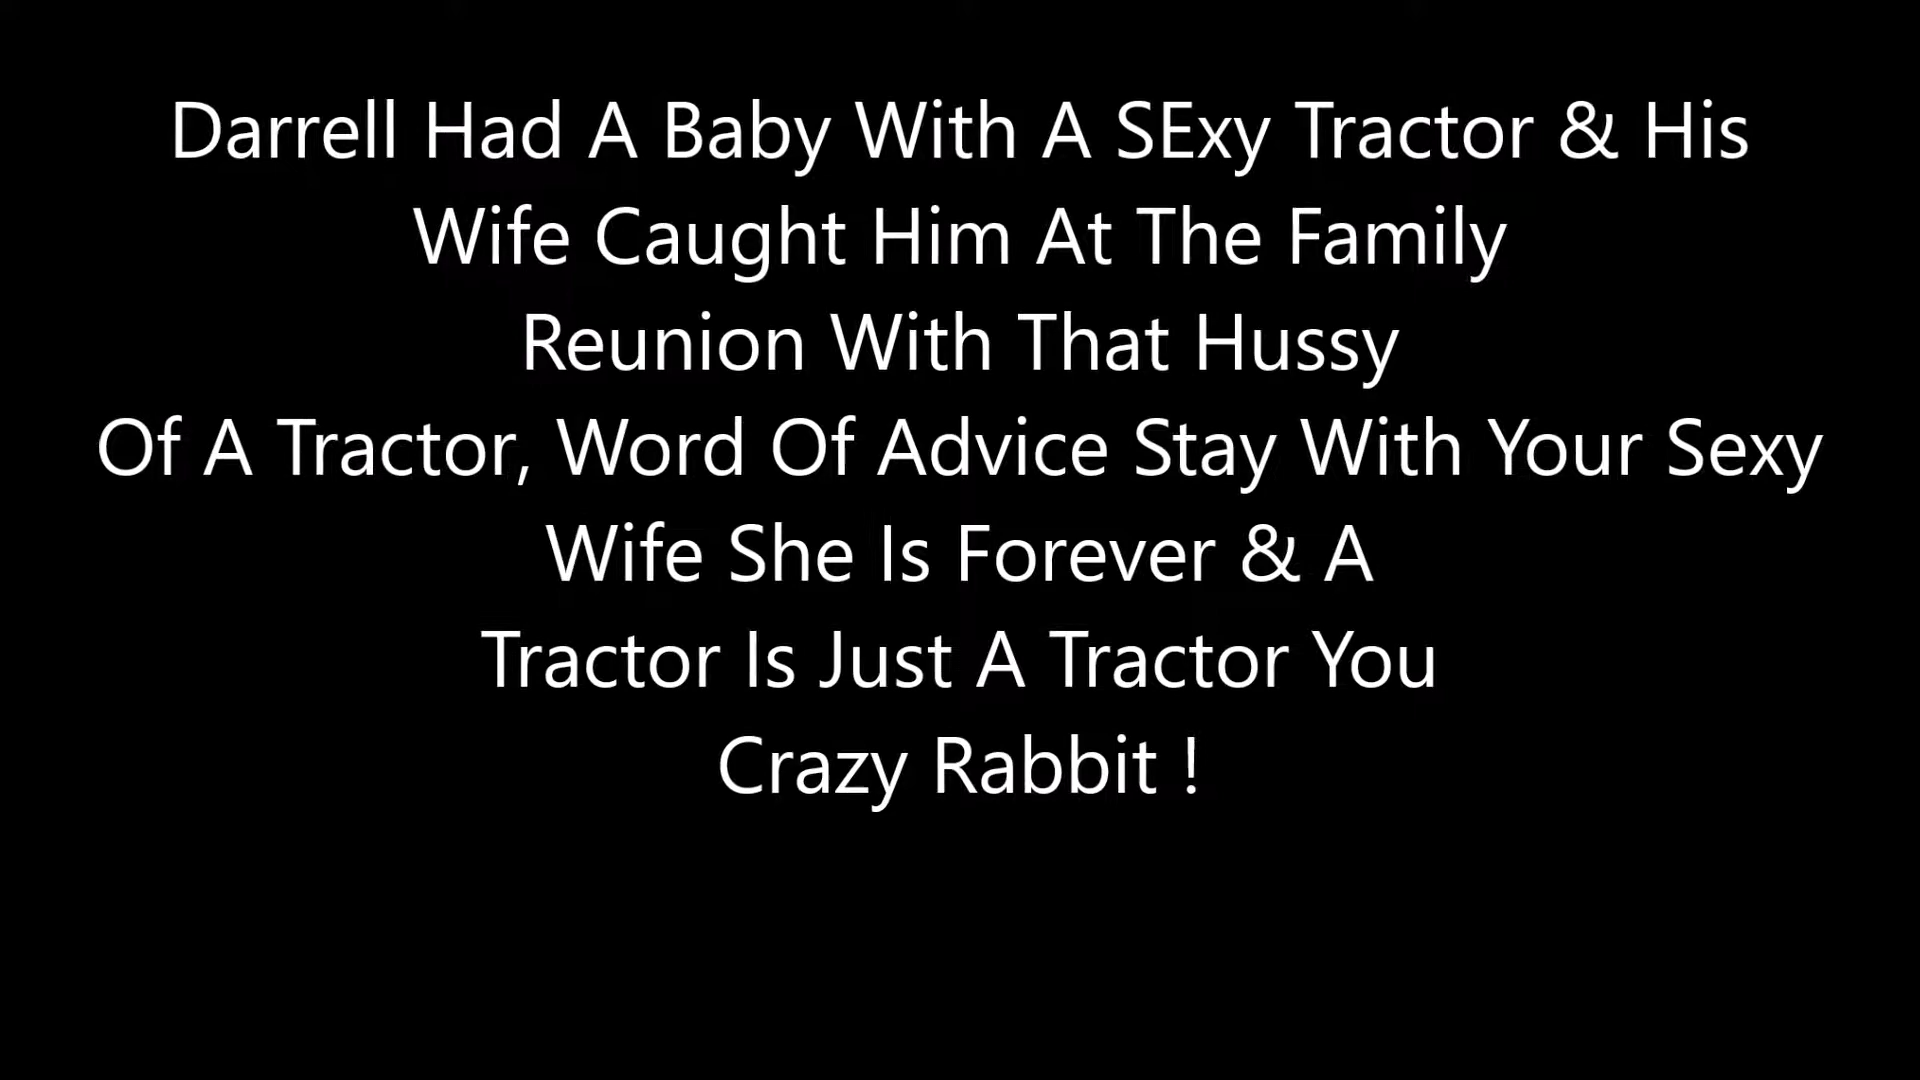 Darrell Had A Baby With A SExy Tractor & His
Wife Caught Him At The Family
Reunion With That Hussy
Of A Tractor, Word Of Advice Stay With Your Sexy
Wife She Is Forever & A
Tractor Is Just A Tractor You
Crazy Rabbit !